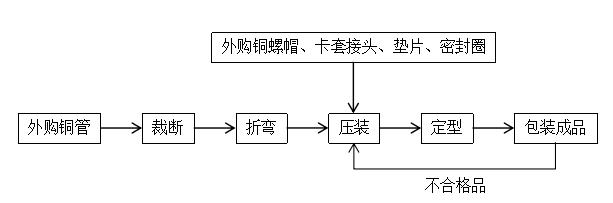 外购铜螺帽、卡套接头、垫片、密封圈
外购铜管
裁断
折弯
压装
定型
包装成品
不合格品